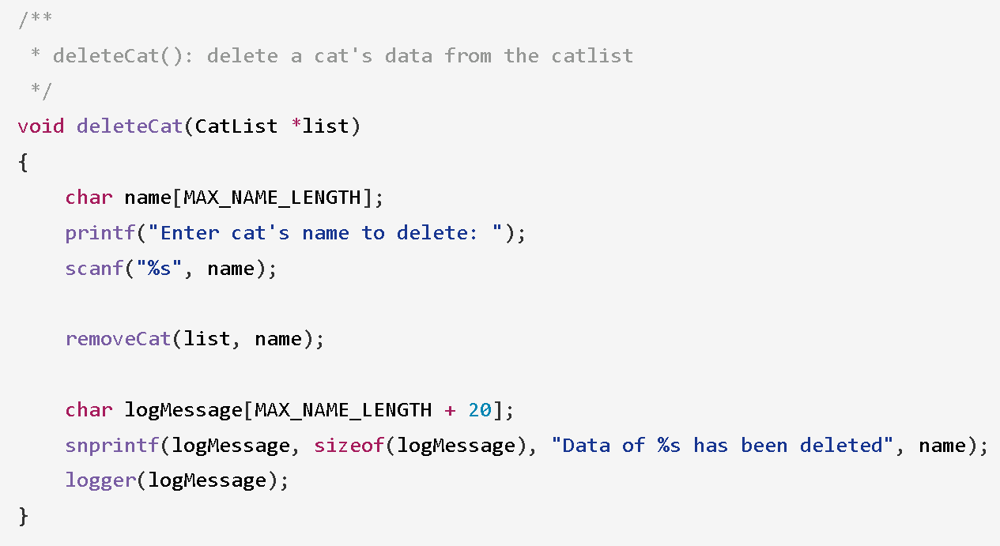 /**
 * deleteCat(): delete a cat's data from the catlist
 */
void deleteCat(CatList *list)
{
    char name[MAX_NAME_LENGTH];
    printf("Enter cat's name to delete: ");
    scanf("%s", name);

    removeCat(list, name);

    char logMessage[MAX_NAME_LENGTH + 20];
    snprintf(logMessage, sizeof(logMessage), "Data of %s has been deleted", name);
    logger(logMessage);
}